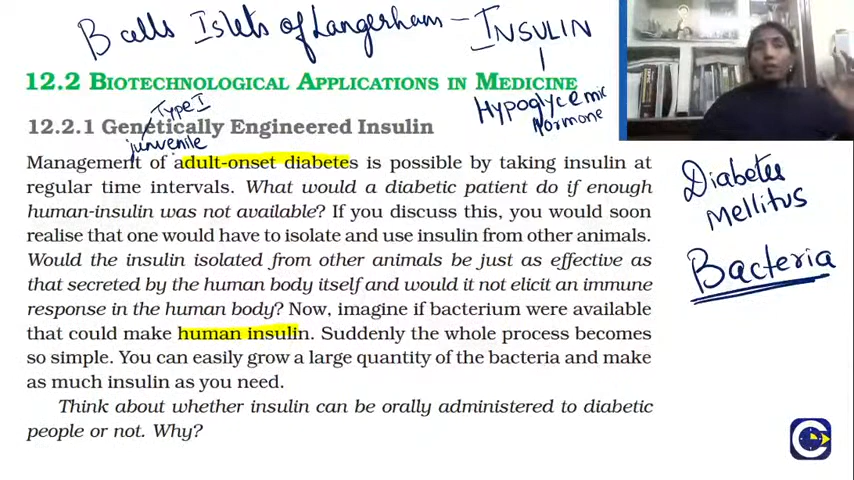 B cells Islets of Langerham - INSULIN
12.2 BIOTECHNOLOGICAL APPLICATIONS IN MEDICINE
Hypoglycemic
Hormone
Type I
12.2.1 Genetically Engineered Insulin
junvenile
Management of adult-onset diabetes is possible by taking insulin at
regular time intervals. What would a diabetic patient do if enough
human-insulin was not available? If you discuss this, you would soon
realise that one would have to isolate and use insulin from other animals.
Would the insulin isolated from other animals be just as effective as
that secreted by the human body itself and would it not elicit an immune
response in the human body? Now, imagine if bacterium were available
that could make human insulin. Suddenly the whole process becomes
so simple. You can easily grow a large quantity of the bacteria and make
as much insulin as you need.
Think about whether insulin can be orally administered to diabetic
people or not. Why?
Diabetes
Mellitus
Bacteria